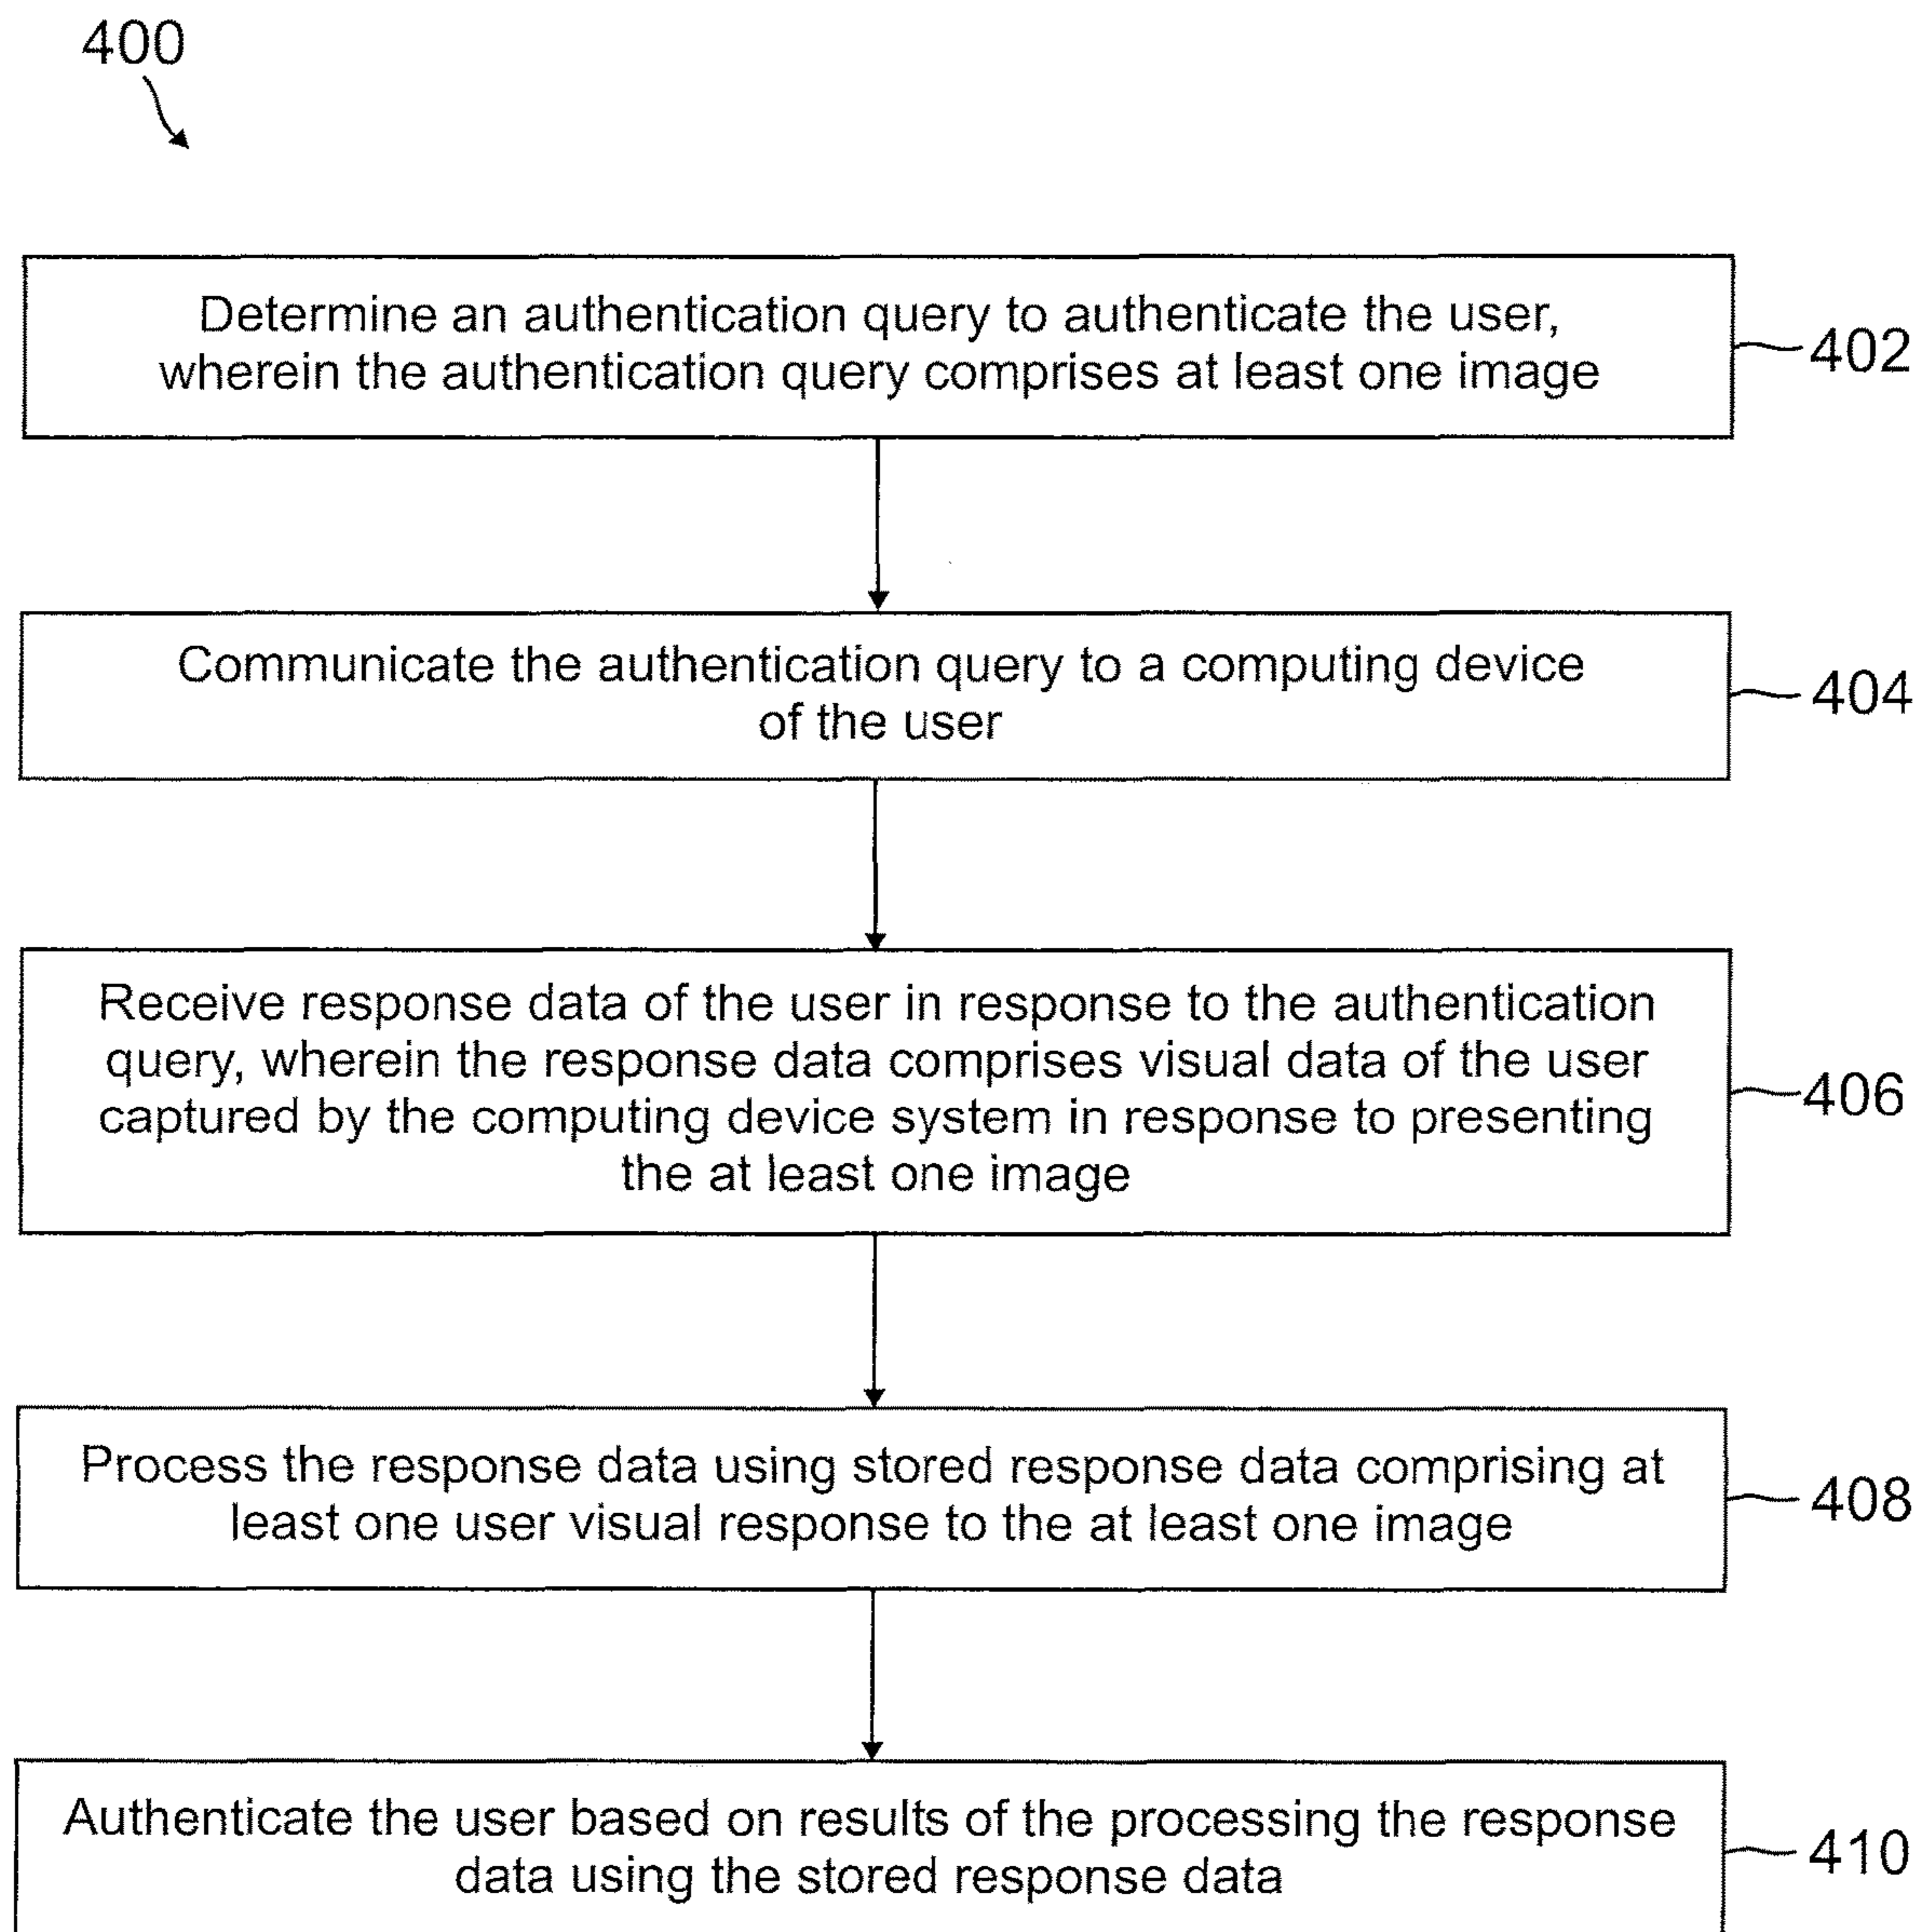 400
Determine an authentication query to authenticate the user,
wherein the authentication query comprises at least one image
402
Communicate the authentication query to a computing device
of the user
404
Receive response data of the user in response to the authentication
query, wherein the response data comprises visual data of the user
captured by the computing device system in response to presenting
the at least one image
406
Process the response data using stored response data comprising at
least one user visual response to the at least one image
408
Authenticate the user based on results of the processing the response
data using the stored response data
410